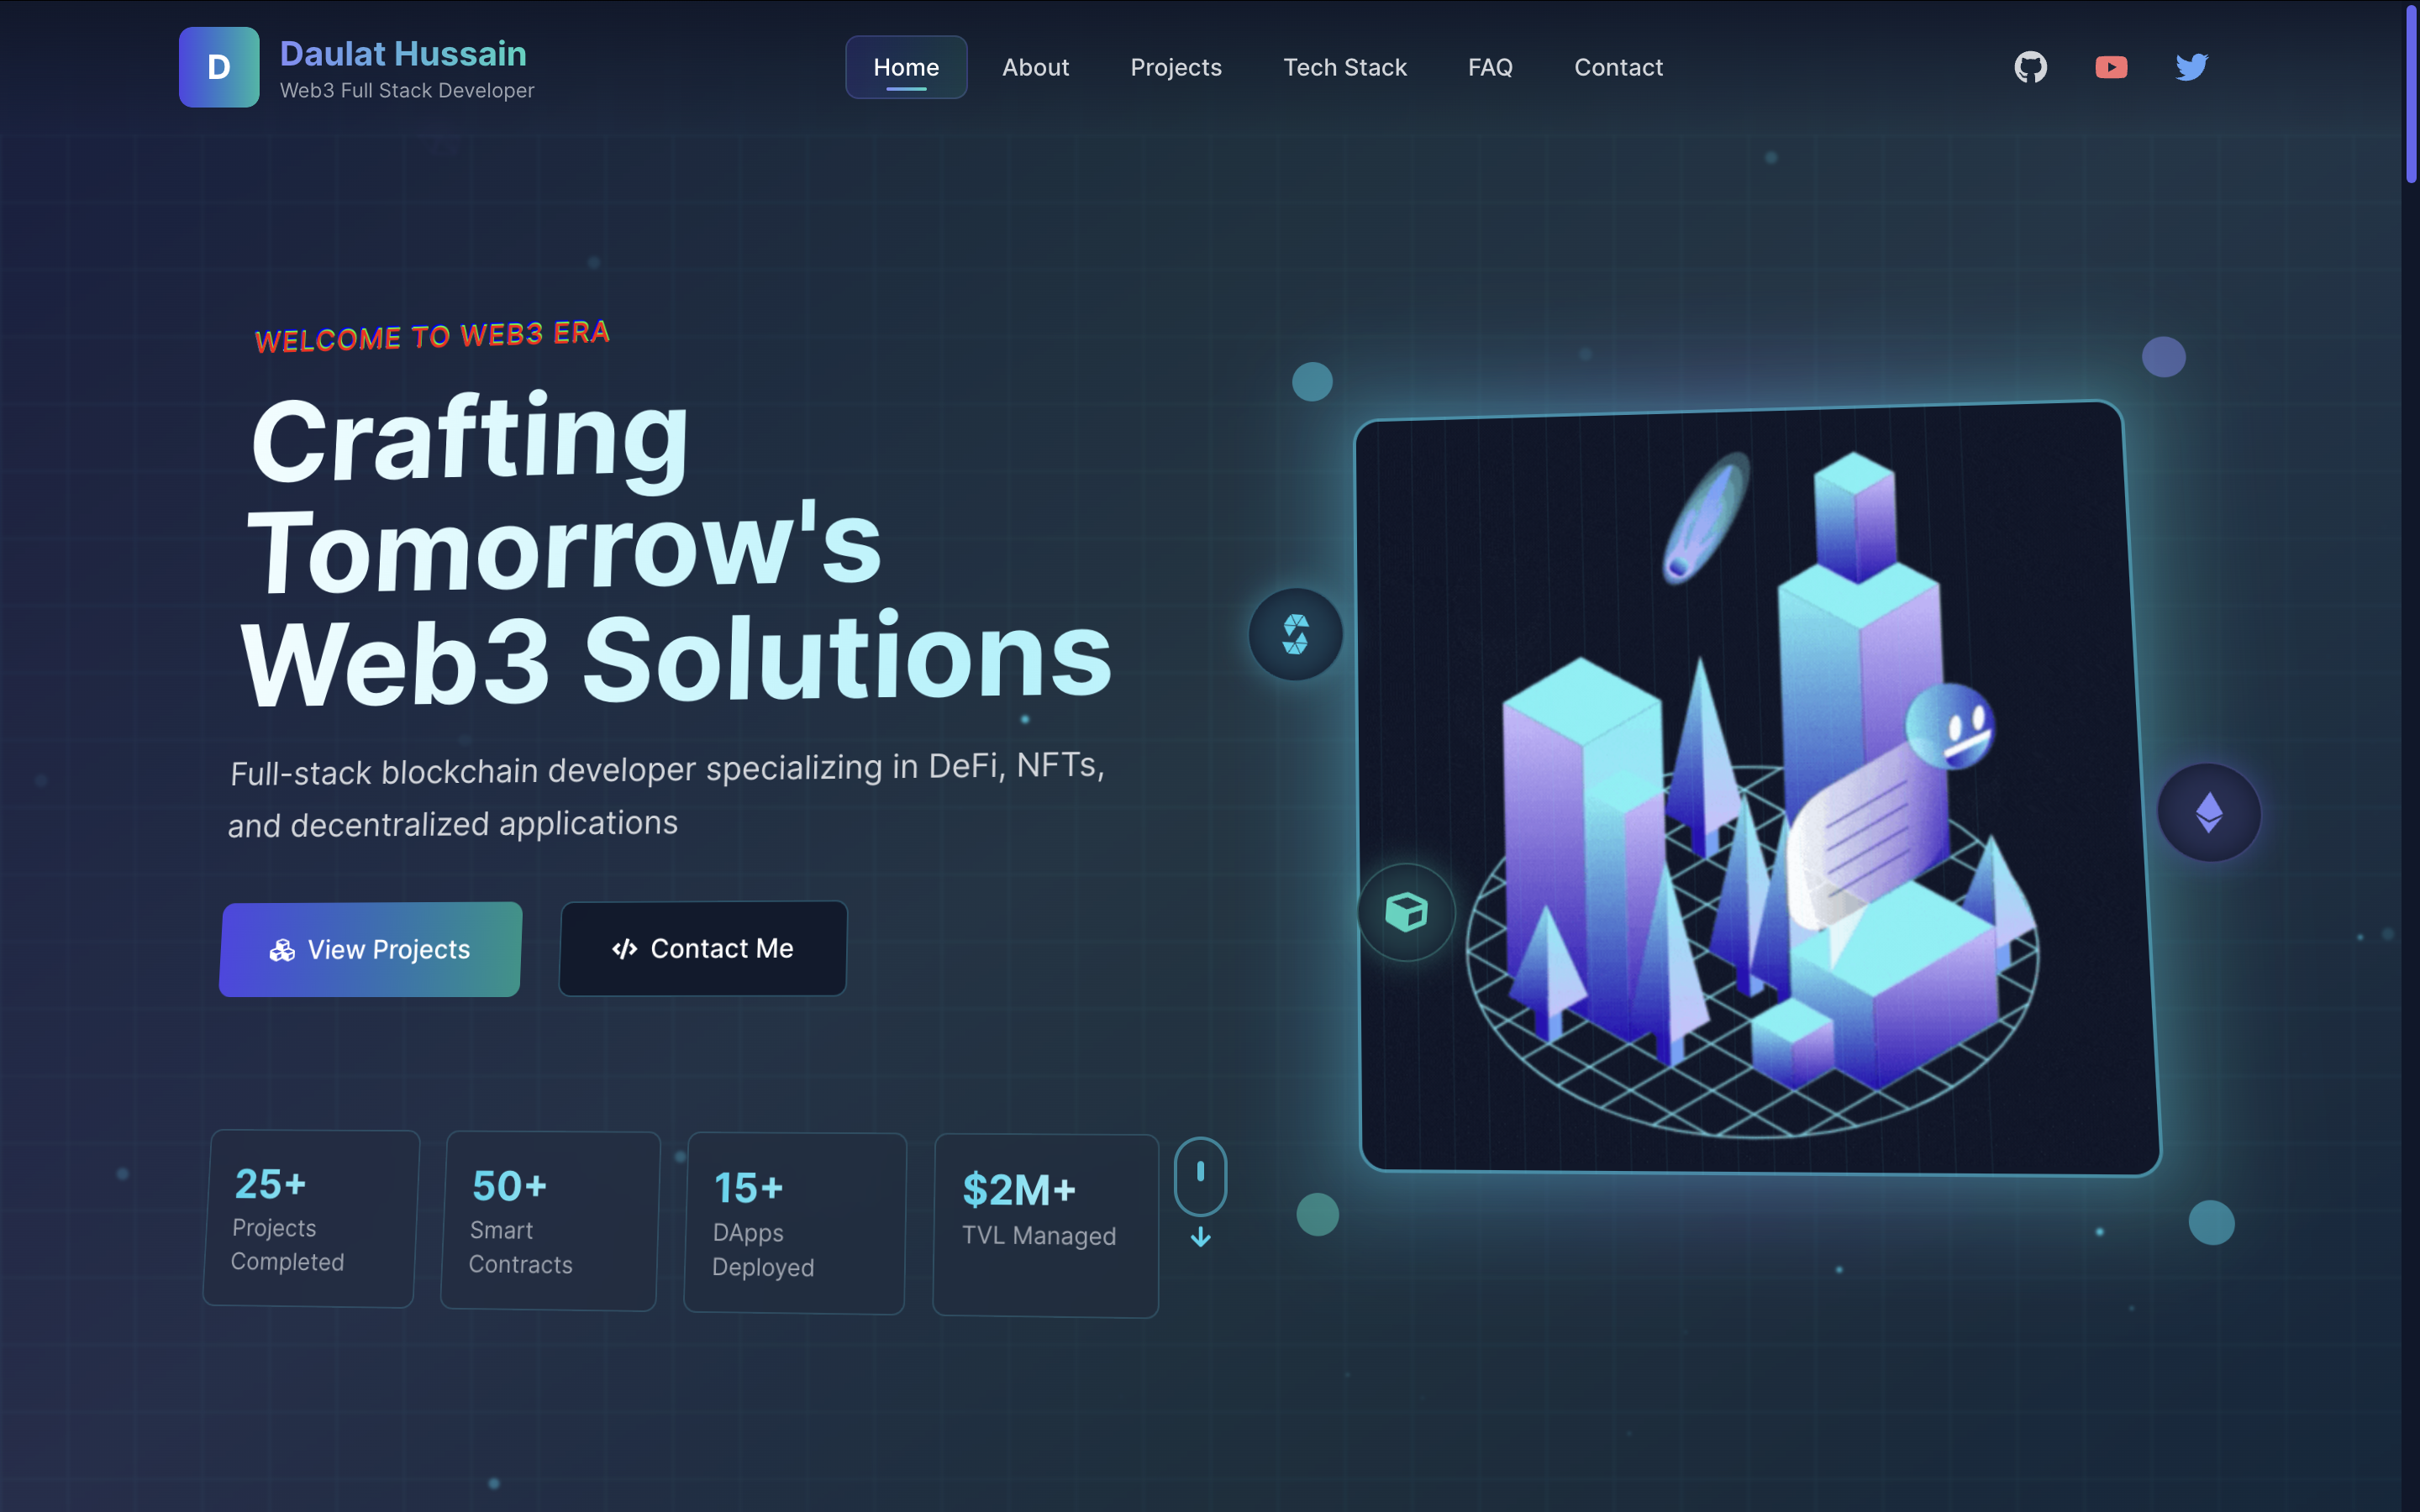 D
Daulat Hussain
Web3 Full Stack Developer
Home
About
Projects
Tech Stack
FAQ
Contact
WELCOME TO WEB3 ERA
Crafting
Tomorrow's
Web3 Solutions
Full-stack blockchain developer specializing in DeFi, NFTs,
and decentralized applications
View Projects
Contact Me
25+
Projects
Completed
50+
Smart
Contracts
15+
DApps
Deployed
$2M+
TVL Managed